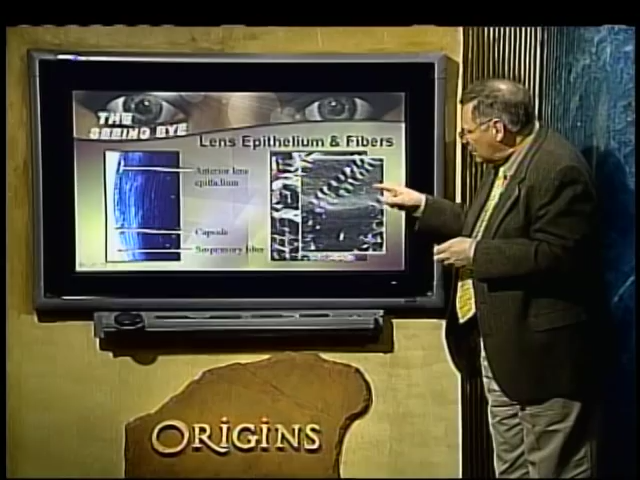 THE
SEEING EYE
Lens Epithelium & Fibers
Anterior lens
epithelium
Capsule
Suspensory fiber
ORIGINS